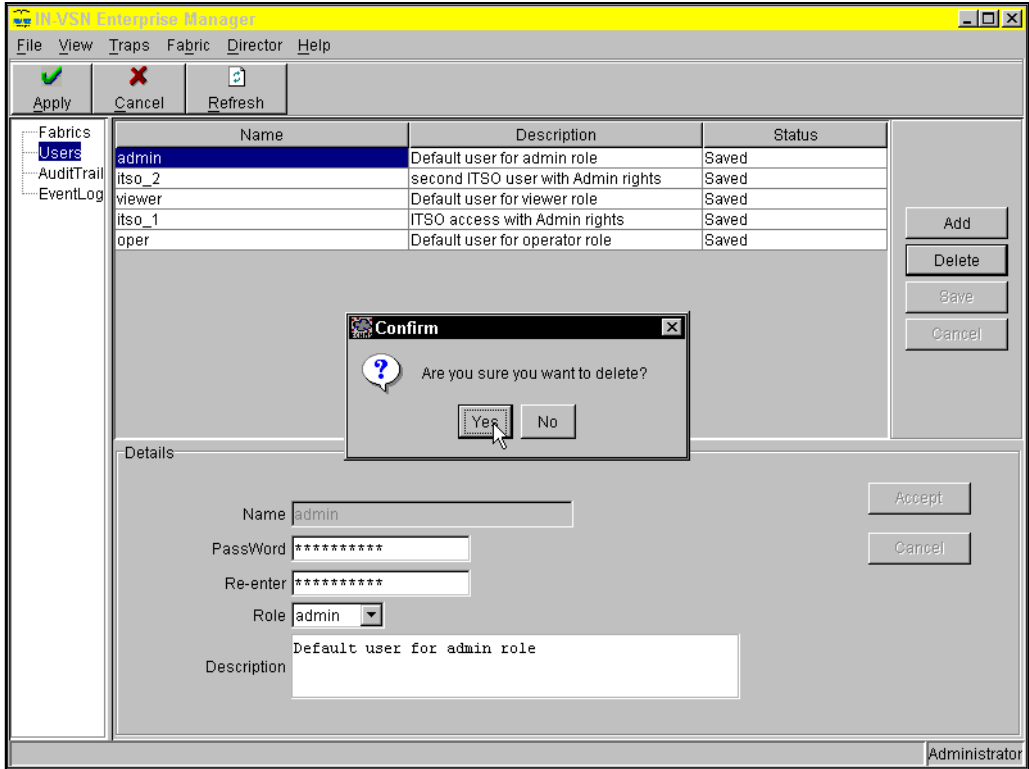 IN-VSN Enterprise Manager
File View Traps Fabric Director Help
Apply Cancel Refresh
Fabrics
Users
AuditTrail
EventLog
Name Description Status
admin Default user for admin role Saved
itso_2 second ITSO user with Admin rights Saved
viewer Default user for viewer role Saved
itso_1 ITSO access with Admin rights Saved
oper Default user for operator role Saved
Add
Delete
Save
Cancel
Confirm
Are you sure you want to delete?
Yes No
Details
Name admin
PassWord **********
Re-enter **********
Role admin
Description Default user for admin role
Accept
Cancel
Administrator